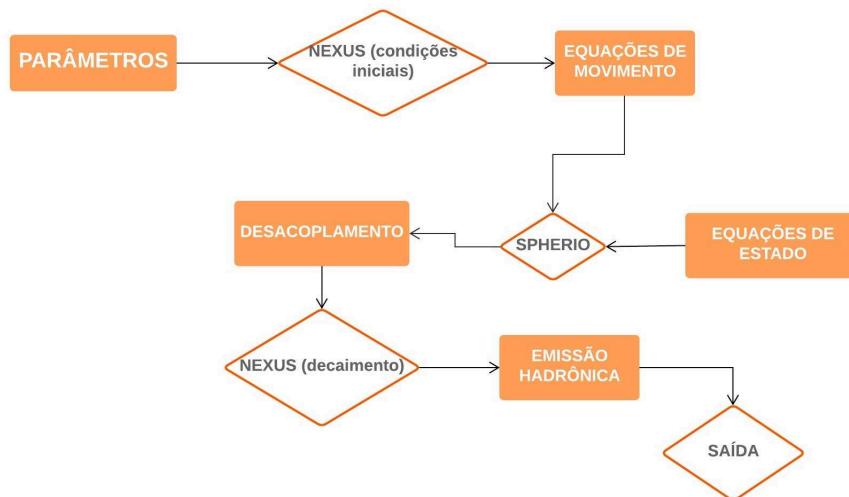 PARÂMETROS
NEXUS (condições
iniciais)
EQUAÇÕES DE
MOVIMENTO
DESACOPLAMENTO
SPHERIO
EQUAÇÕES DE
ESTADO
NEXUS (decaimento)
EMISSÃO
HADRÔNICA
SAÍDA